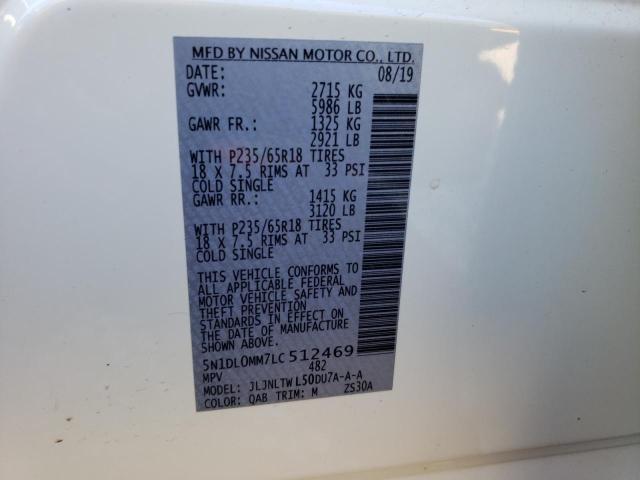 MFD BY NISSAN MOTOR CO., LTD.
DATE: 08/19
GVWR: 2715 KG
5986 LB
GAWR FR.: 1325 KG
2921 LB
WITH P235/65R18 TIRES
18 X 7.5 RIMS AT 33 PSI
COLD SINGLE
GAWR RR.: 1415 KG
3120 LB
WITH P235/65R18 TIRES
18 X 7.5 RIMS AT 33 PSI
COLD SINGLE
THIS VEHICLE CONFORMS TO
ALL APPLICABLE FEDERAL
MOTOR VEHICLE SAFETY AND
THEFT PREVENTION
STANDARDS IN EFFECT ON
THE DATE OF MANUFACTURE
5N1DL0MM7LC512469
MPV 482
MODEL: JLJNLTWL50DU7A-A-A
COLOR: QAB TRIM: M ZS30A